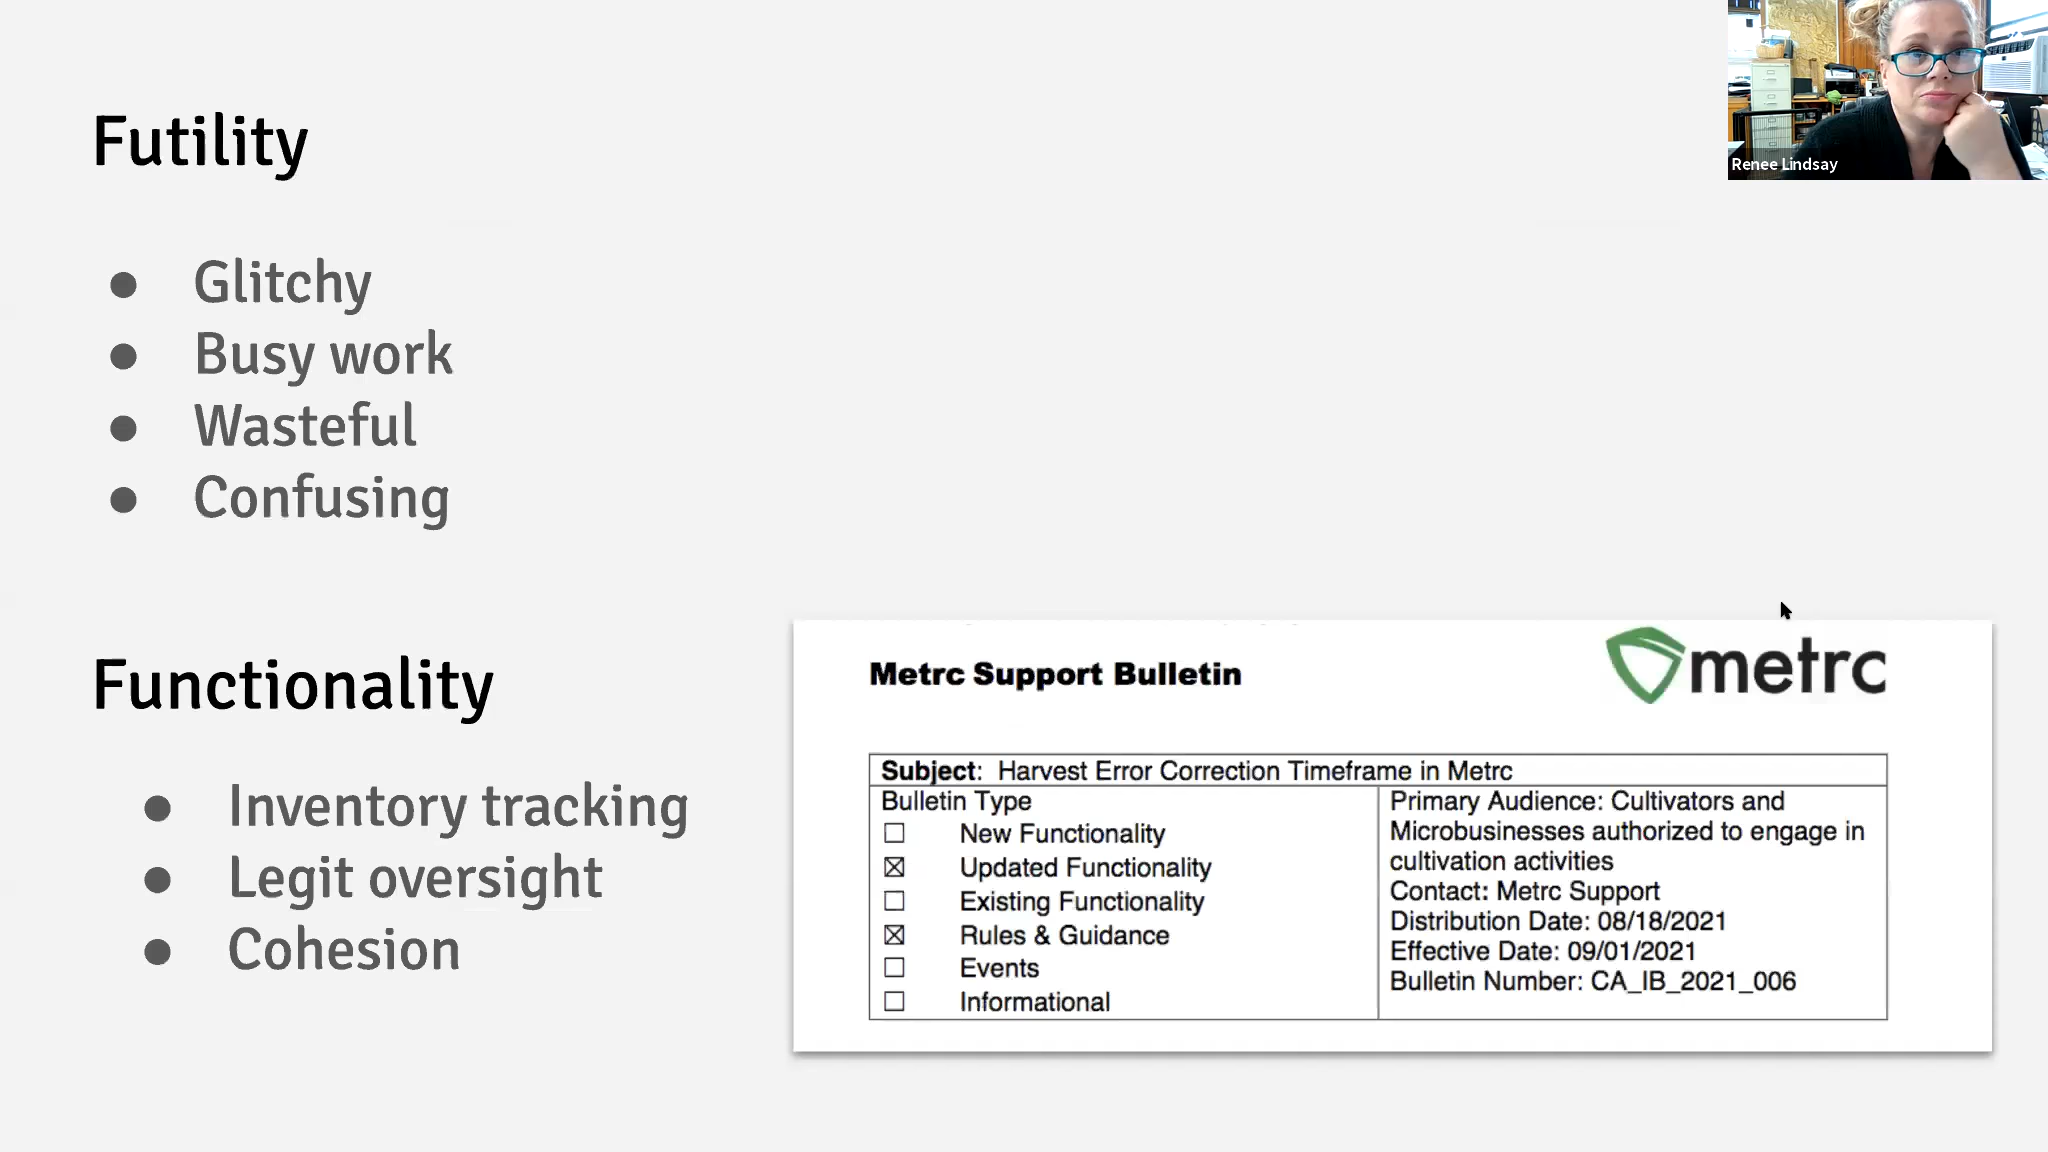 Futility
● Glitchy
● Busy work
● Wasteful
● Confusing
Renee Lindsay
Functionality
● Inventory tracking
● Legit oversight
● Cohesion
Metrc Support Bulletin
metrc
Subject: Harvest Error Correction Timeframe in Metrc
Bulletin Type
☐ New Functionality
☒ Updated Functionality
☐ Existing Functionality
☒ Rules & Guidance
☐ Events
☐ Informational
Primary Audience: Cultivators and
Microbusinesses authorized to engage in
cultivation activities
Contact: Metrc Support
Distribution Date: 08/18/2021
Effective Date: 09/01/2021
Bulletin Number: CA_IB_2021_006